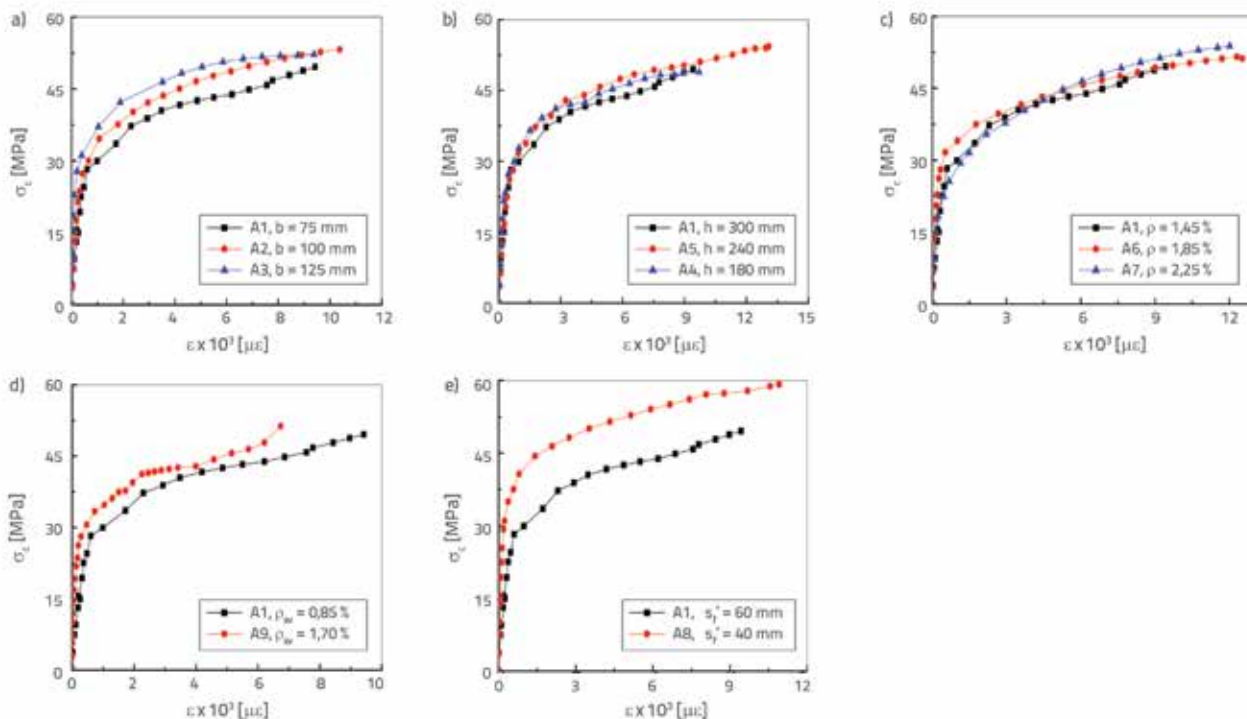 a)
60
45
30
15
0
σc [MPa]
A1, b = 75 mm
A2, b = 100 mm
A3, b = 125 mm
0 2 4 6 8 10 12
ε x 10³ [με]
b)
60
45
30
15
0
σc [MPa]
A1, h = 300 mm
A5, h = 240 mm
A4, h = 180 mm
0 3 6 9 12 15
ε x 10³ [με]
c)
60
45
30
15
0
σc [MPa]
A1, ρ = 1,45 %
A6, ρ = 1,85 %
A7, ρ = 2,25 %
0 3 6 9 12
ε x 10³ [με]
d)
60
45
30
15
0
σc [MPa]
A1, ρw = 0,85 %
A9, ρw = 1,70 %
0 2 4 6 8 10
ε x 10³ [με]
e)
60
45
30
15
0
σc [MPa]
A1, sf' = 60 mm
A8, sf' = 40 mm
0 3 6 9 12
ε x 10³ [με]